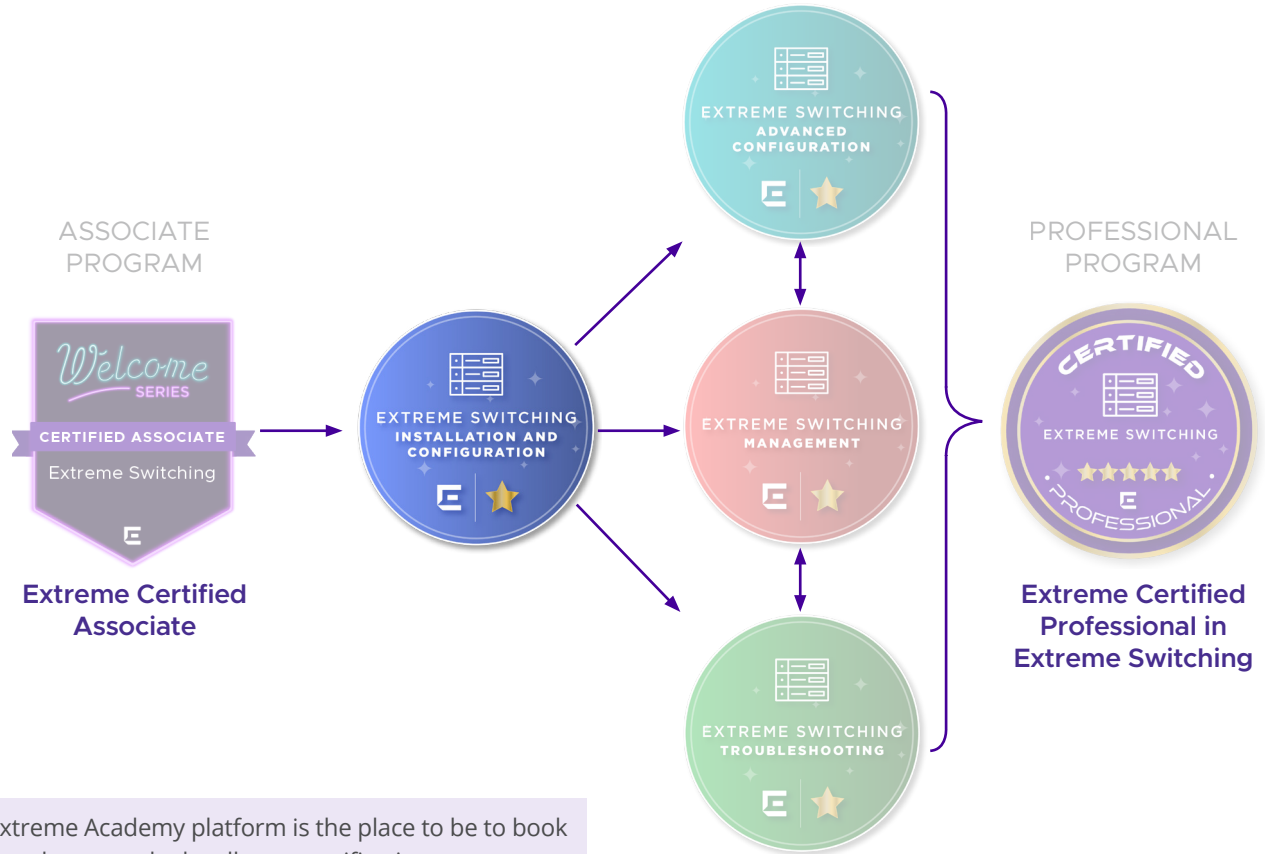 ASSOCIATE
PROGRAM
Welcome
SERIES
CERTIFIED ASSOCIATE
Extreme Switching
Extreme Certified
Associate
EXTREME SWITCHING
INSTALLATION AND
CONFIGURATION
EXTREME SWITCHING
ADVANCED
CONFIGURATION
EXTREME SWITCHING
MANAGEMENT
EXTREME SWITCHING
TROUBLESHOOTING
PROFESSIONAL
PROGRAM
CERTIFIED
EXTREME SWITCHING
PROFESSIONAL
Extreme Certified
Professional in
Extreme Switching
xtreme Academy platform is the place to be to book